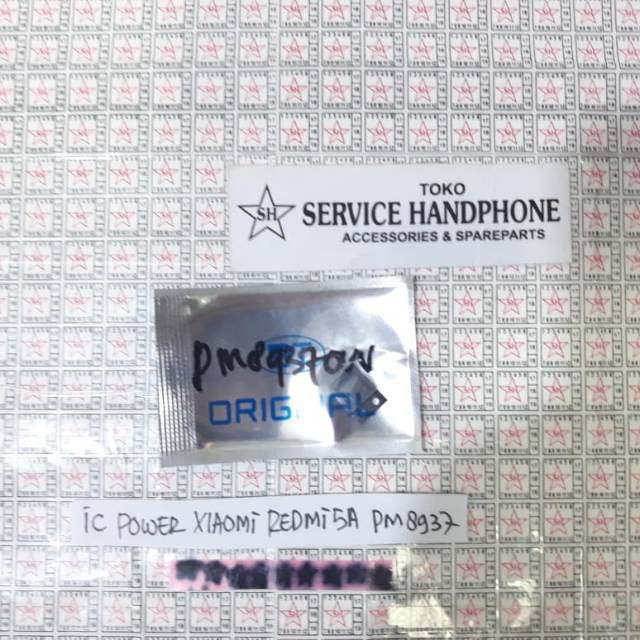 TOKO
SH
SERVICE HANDPHONE
ACCESSORIES & SPAREPARTS
PM8937
ORIGINAL
IC POWER XIAOMI REDMI 5A PM8937